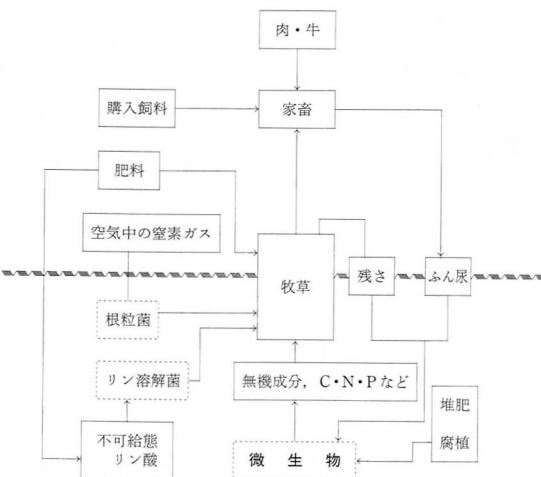 肉・牛
購入飼料
家畜
肥料
空気中の窒素ガス
牧草
残さ
ふん尿
根粒菌
リン溶解菌
無機成分，C・N・Pなど
堆肥
腐植
不可給態
リン酸
微生物